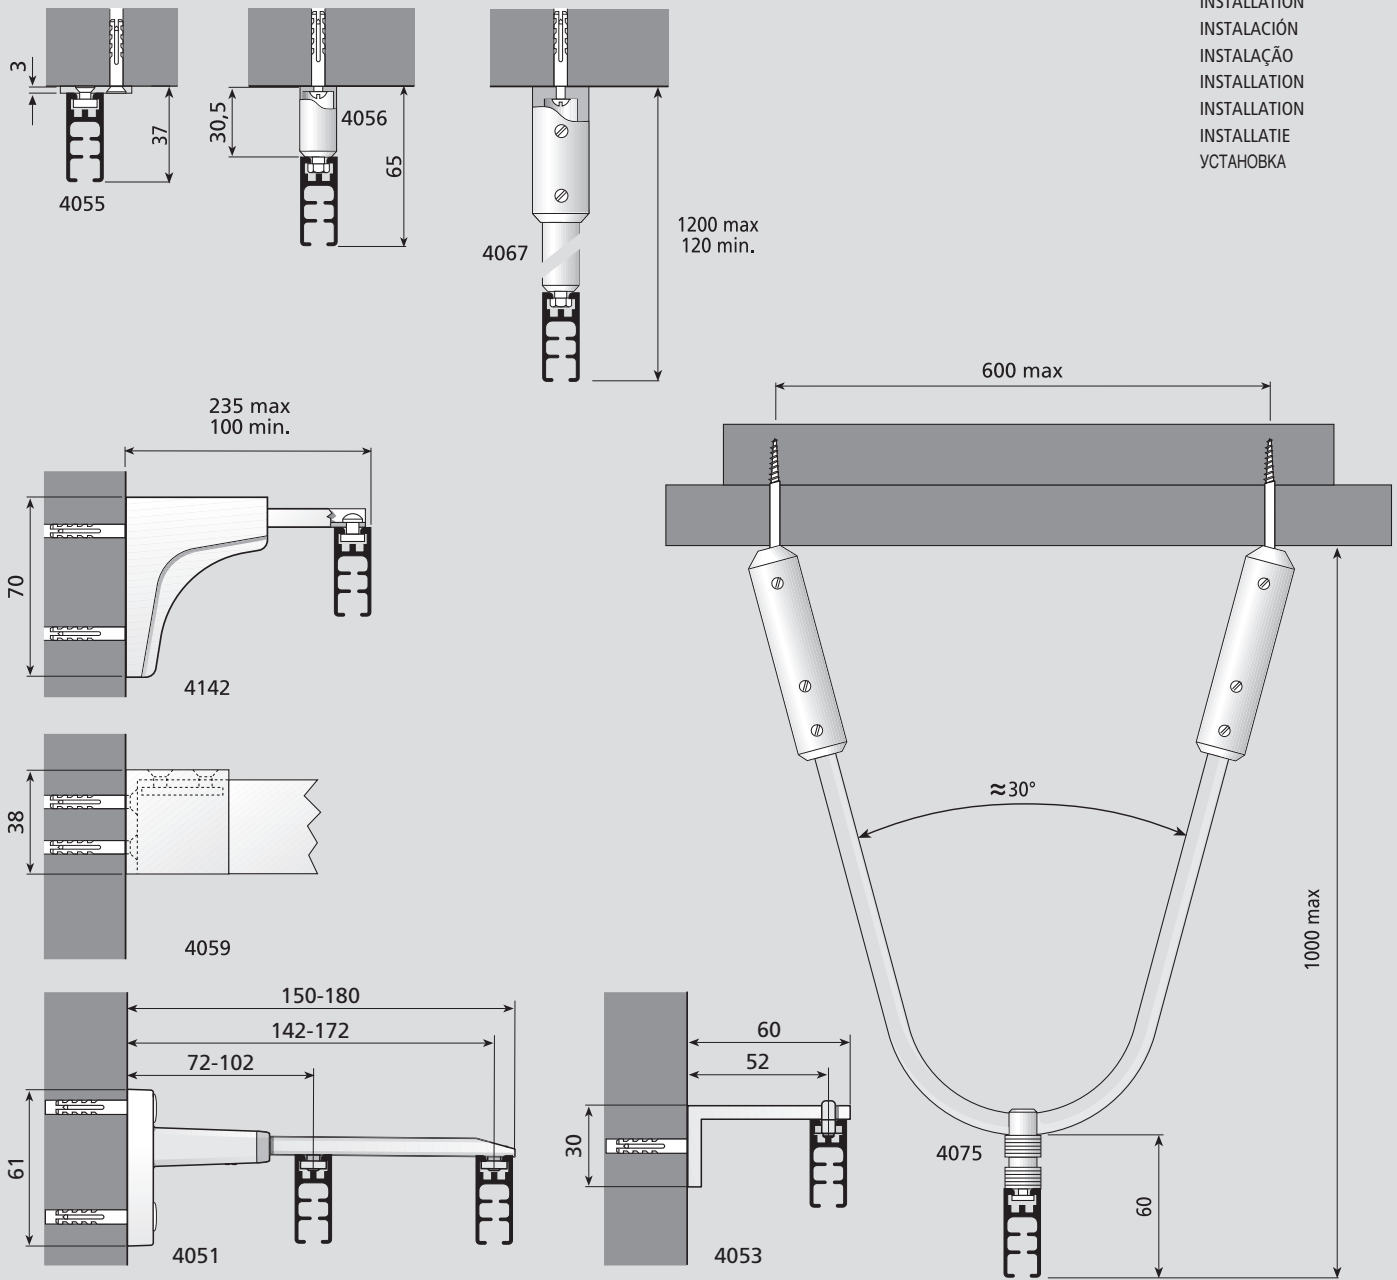 INSTALLATION
INSTALACIÓN
INSTALAÇÃO
INSTALLATION
INSTALLATION
INSTALLATIE
УСТАНОВКА
3
37
4055
30,5
4056
65
4067
1200 max
120 min.
600 max
235 max
100 min.
70
4142
≈30°
38
4059
1000 max
150-180
142-172
72-102
61
4051
60
52
30
4053
4075
60